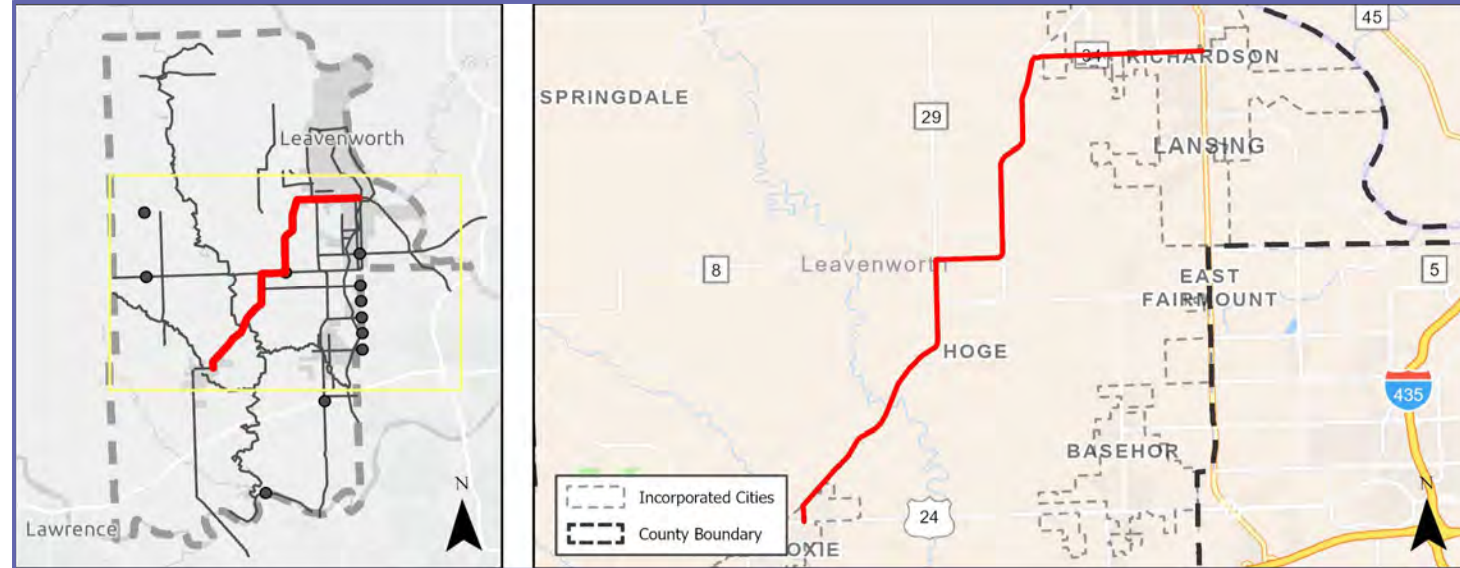 Leavenworth
Lawrence
N
45
34
RICHARDSON
SPRINGDALE
29
LANSING
8
Leavenworth
5
EAST
FAIRMOUNT
HOGE
435
BASEHOR
24
OXIE
Incorporated Cities
County Boundary
N